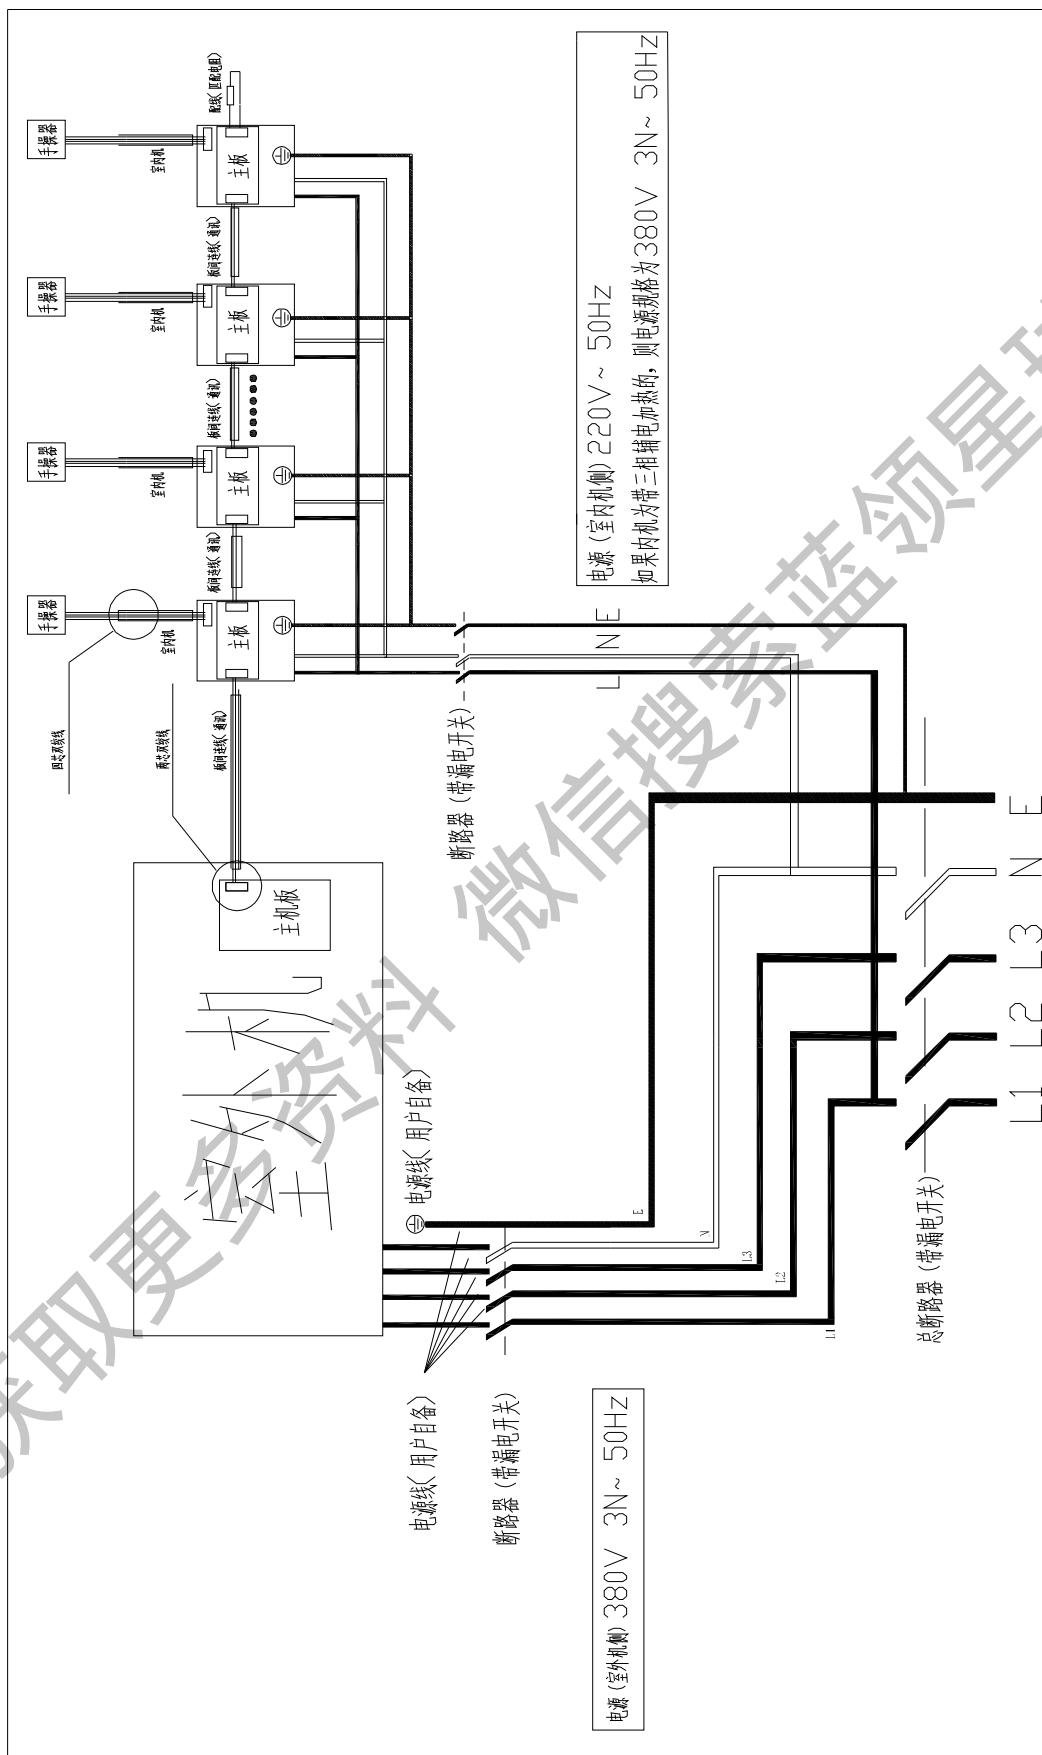 手操器
手操器
手操器
手操器
四芯双绞线
两芯双绞线
室内机
室内机
室内机
室内机
板间连线(通讯)
板间连线(通讯)
板间连线(通讯)
板间连线(通讯)
配线(匹配电阻)
主板
主板
主板
主板
主机板
室外机
电源线(用户自备)
电源线(用户自备)
断路器(带漏电开关)
断路器(带漏电开关)
总断路器(带漏电开关)
L N E
E
N
L3
L2
L1
L1 L2 L3 N E
电源(室外机侧) 380V 3N~ 50Hz
电源(室内机侧) 220V~ 50Hz
如果内机为带三相辅电加热的，则电源规格为380V 3N~ 50Hz
获取更多资料 微信搜索蓝领星球